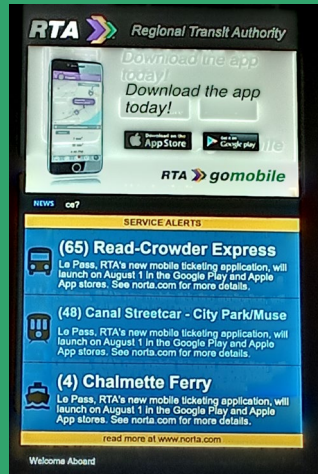 RTA Regional Transit Authority
Download the app
today!
Download the app
today!
Download on the
App Store
Get it on
Google play
RTA gomobile
NEWS ce?
SERVICE ALERTS
(65) Read-Crowder Express
Le Pass, RTA's new mobile ticketing application, will
launch on August 1 in the Google Play and Apple
App stores. See norta.com for more details.
(48) Canal Streetcar - City Park/Muse
Le Pass, RTA's new mobile ticketing application, will
launch on August 1 in the Google Play and Apple
App stores. See norta.com for more details.
(4) Chalmette Ferry
Le Pass, RTA's new mobile ticketing application, will
launch on August 1 in the Google Play and Apple
App stores. See norta.com for more details.
read more at www.norta.com
Welcome Aboard